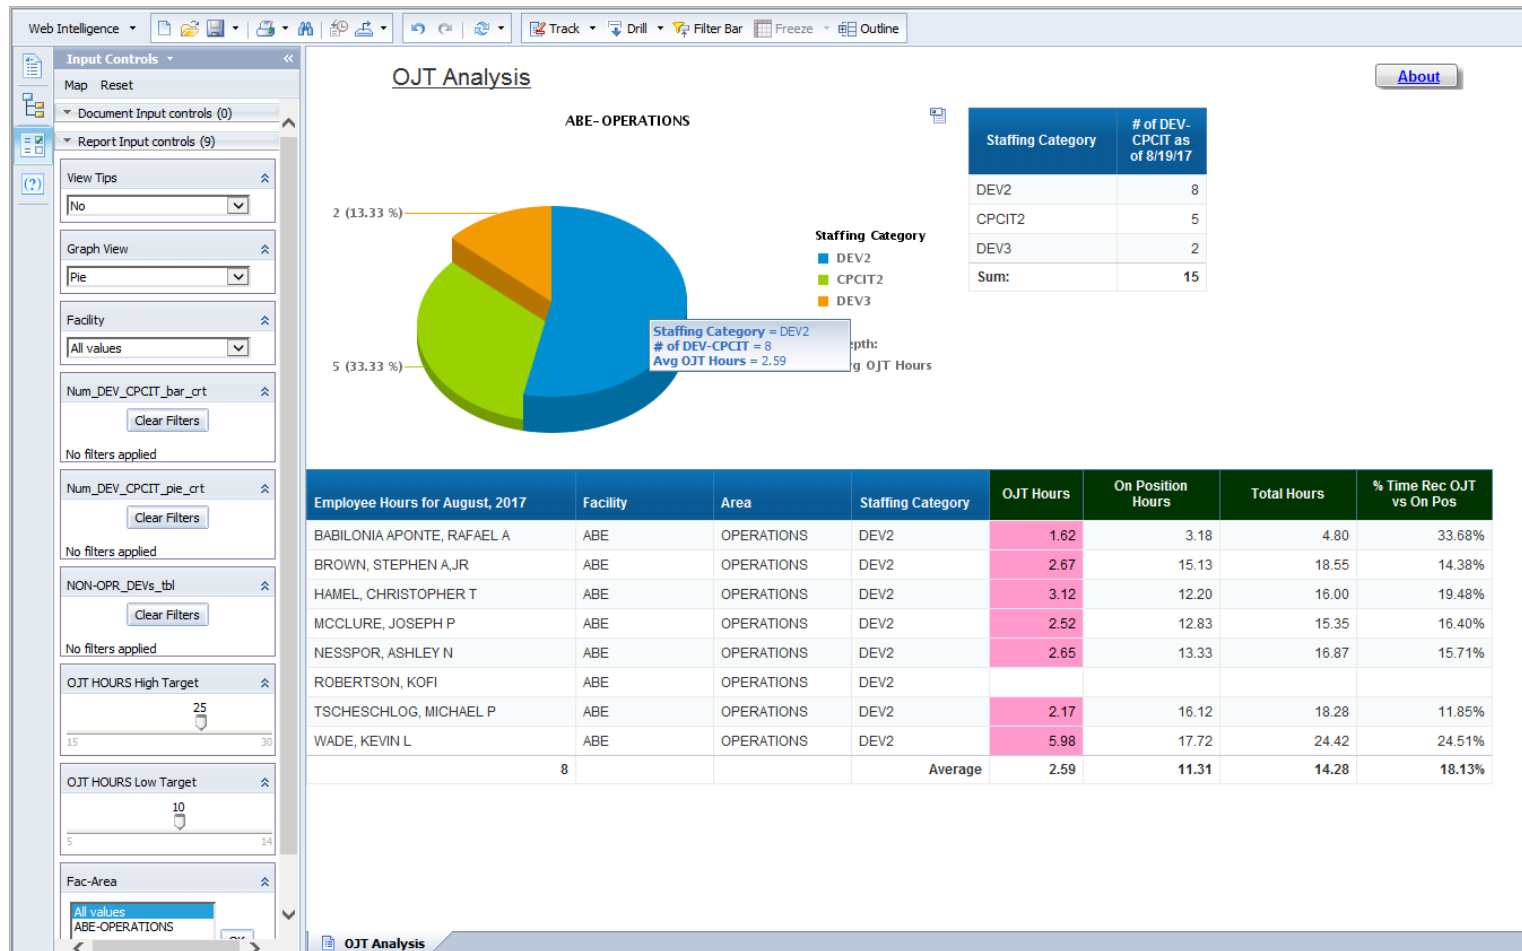 Web Intelligence Track Drill Filter Bar Freeze Outline
Input Controls
Map Reset
Document Input controls (0)
Report Input controls (9)
View Tips
No
Graph View
Pie
Facility
All values
Num_DEV_CPCIT_bar_crt
Clear Filters
No filters applied
Num_DEV_CPCIT_pie_crt
Clear Filters
No filters applied
NON-OPR_DEVs_tbl
Clear Filters
No filters applied
OJT HOURS High Target
25
15 30
OJT HOURS Low Target
10
5 14
Fac-Area
All values
ABE-OPERATIONS
OJT Analysis
About
ABE-OPERATIONS
2 (13.33 %)
5 (33.33 %)
Staffing Category
DEV2
CPCIT2
DEV3
epth:
g OJT Hours
Staffing Category = DEV2
# of DEV-CPCIT = 8
Avg OJT Hours = 2.59
Staffing Category # of DEV-CPCIT as of 8/19/17
DEV2 8
CPCIT2 5
DEV3 2
Sum: 15
Employee Hours for August, 2017 Facility Area Staffing Category OJT Hours On Position Hours Total Hours % Time Rec OJT vs On Pos
BABILONIA APONTE, RAFAEL A ABE OPERATIONS DEV2 1.62 3.18 4.80 33.68%
BROWN, STEPHEN A,JR ABE OPERATIONS DEV2 2.67 15.13 18.55 14.38%
HAMEL, CHRISTOPHER T ABE OPERATIONS DEV2 3.12 12.20 16.00 19.48%
MCCLURE, JOSEPH P ABE OPERATIONS DEV2 2.52 12.83 15.35 16.40%
NESSPOR, ASHLEY N ABE OPERATIONS DEV2 2.65 13.33 16.87 15.71%
ROBERTSON, KOFI ABE OPERATIONS DEV2
TSCHESCHLOG, MICHAEL P ABE OPERATIONS DEV2 2.17 16.12 18.28 11.85%
WADE, KEVIN L ABE OPERATIONS DEV2 5.98 17.72 24.42 24.51%
8 Average 2.59 11.31 14.28 18.13%
OJT Analysis